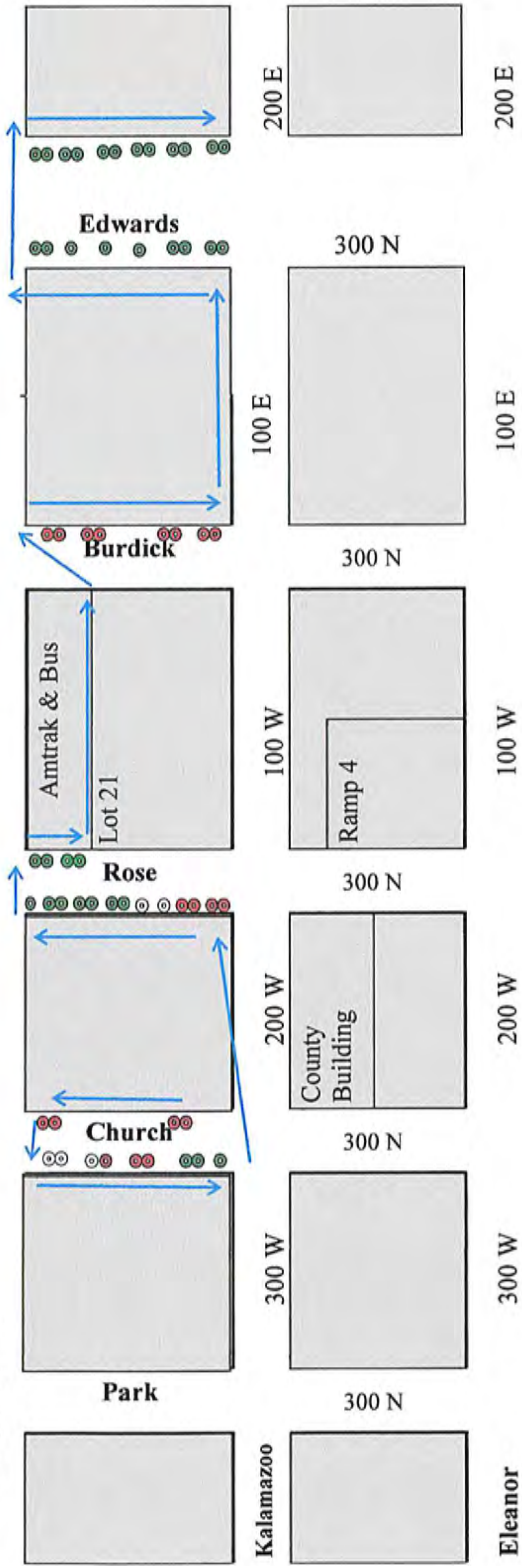 Edwards
Burdick
Rose
Church
Park
Amtrak & Bus
Lot 21
200 E
100 E
100 W
200 W
300 W
Kalamazoo
300 N
300 N
300 N
300 N
300 N
Ramp 4
County
Building
200 E
100 E
100 W
200 W
300 W
Eleanor